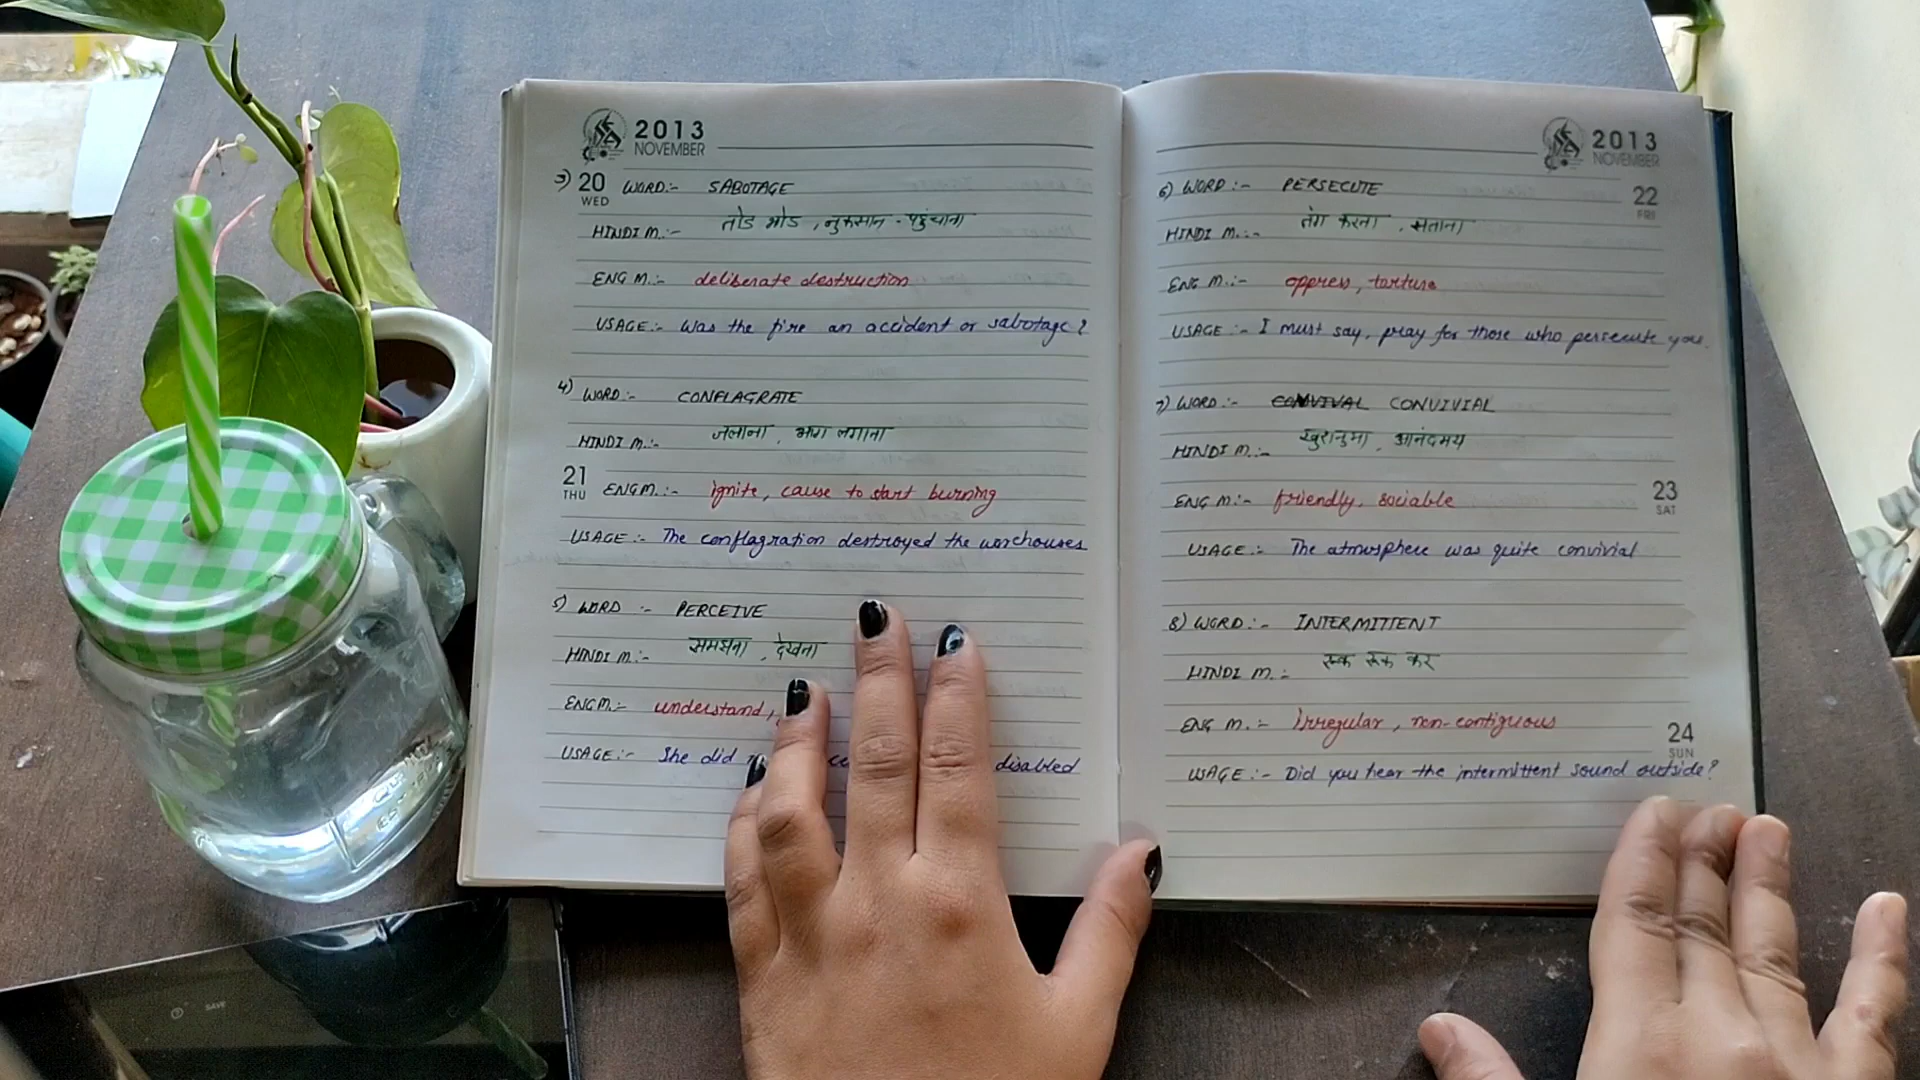 2013
NOVEMBER
3) 20 WED WORD:- SABOTAGE
HINDI M.:- तोड फोड, नुकसान - पहुंचाना
ENG M.:- deliberate destruction
USAGE:- Was the fire an accident or sabotage?
4) WORD:- CONFLAGRATE
HINDI M.:- जलाना, आग लगाना
21 THU ENG M.:- ignite, cause to start burning
USAGE:- The conflagration destroyed the warehouses
5) WORD :- PERCEIVE
HINDI M:- समझना, देखना
ENG M.:- understand,
USAGE:- She did disabled
2013
NOVEMBER
6) WORD:- PERSECUTE 22
HINDI M.:- तंग करना, सताना FRI
ENG M.:- oppress, torture
USAGE:- I must say, pray for those who persecute you.
7) WORD:- CONVIVAL CONVIVIAL
HINDI M.:- खुशनुमा, आनंदमय
ENG M:- friendly, sociable 23 SAT
USAGE:- The atmosphere was quite convivial
8) WORD:- INTERMITTENT
HINDI M.:- रूक रूक कर
ENG M.:- Irregular, non-contiguous 24 SUN
USAGE:- Did you hear the intermittent sound outside?
SAVE